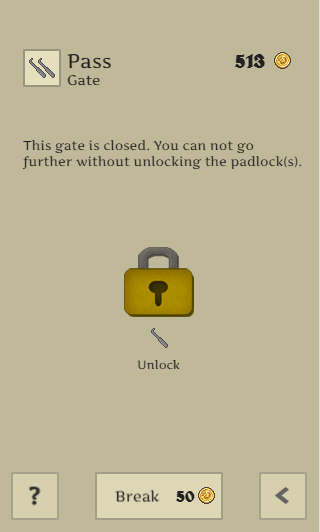 Pass
513
Gate
This gate is closed. You can not go
further without unlocking the padlock(s).
Unlock
?
Break 50